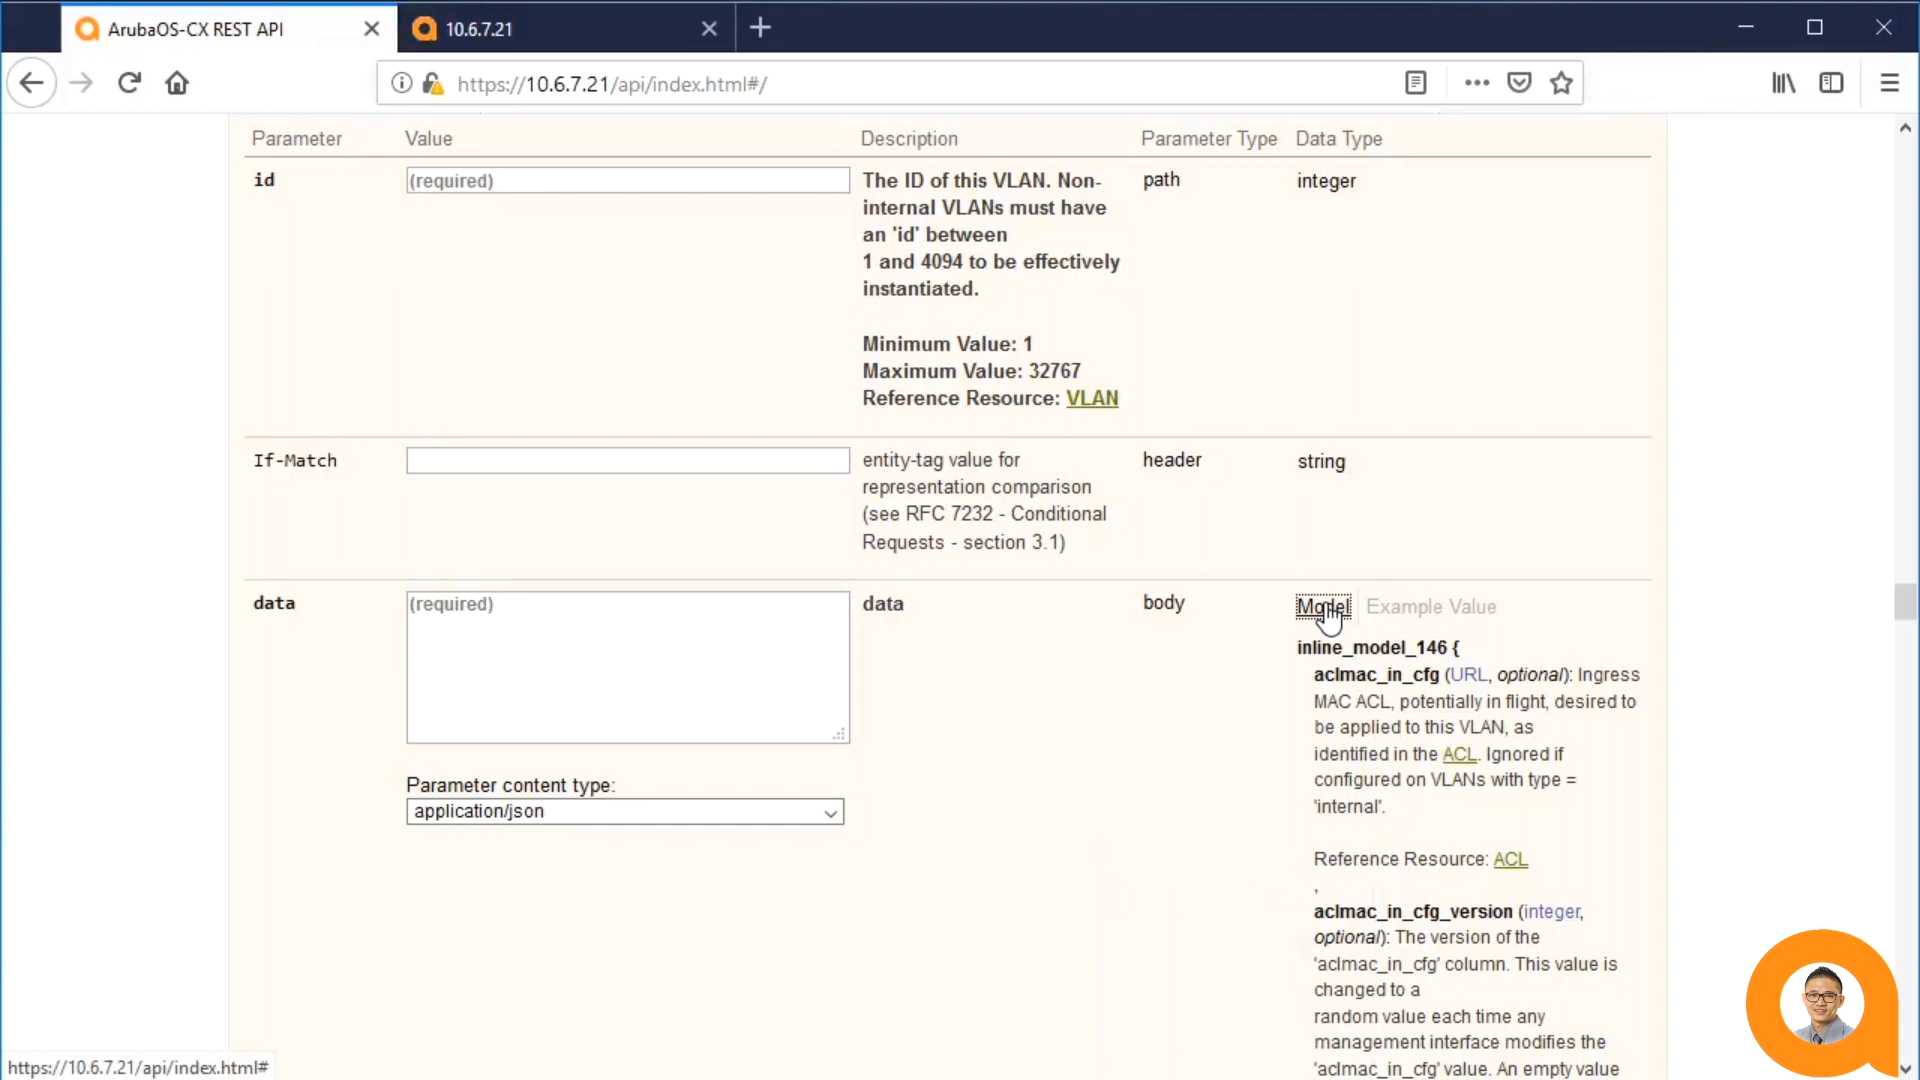 ArubaOS-CX REST API
10.6.7.21
https://10.6.7.21/api/index.html#/
Parameter Value Description Parameter Type Data Type
id (required) The ID of this VLAN. Non- path integer
internal VLANs must have
an 'id' between
1 and 4094 to be effectively
instantiated.
Minimum Value: 1
Maximum Value: 32767
Reference Resource: VLAN
If-Match entity-tag value for header string
representation comparison
(see RFC 7232 - Conditional
Requests - section 3.1)
data (required) data body Model Example Value
inline_model_146 {
aclmac_in_cfg (URL, optional): Ingress
MAC ACL, potentially in flight, desired to
be applied to this VLAN, as
identified in the ACL. Ignored if
configured on VLANs with type =
'internal'.
Parameter content type:
application/json
Reference Resource: ACL
,
aclmac_in_cfg_version (integer,
optional): The version of the
'aclmac_in_cfg' column. This value is
changed to a
random value each time any
management interface modifies the
'aclmac_in_cfg' value. An empty value
https://10.6.7.21/api/index.html#